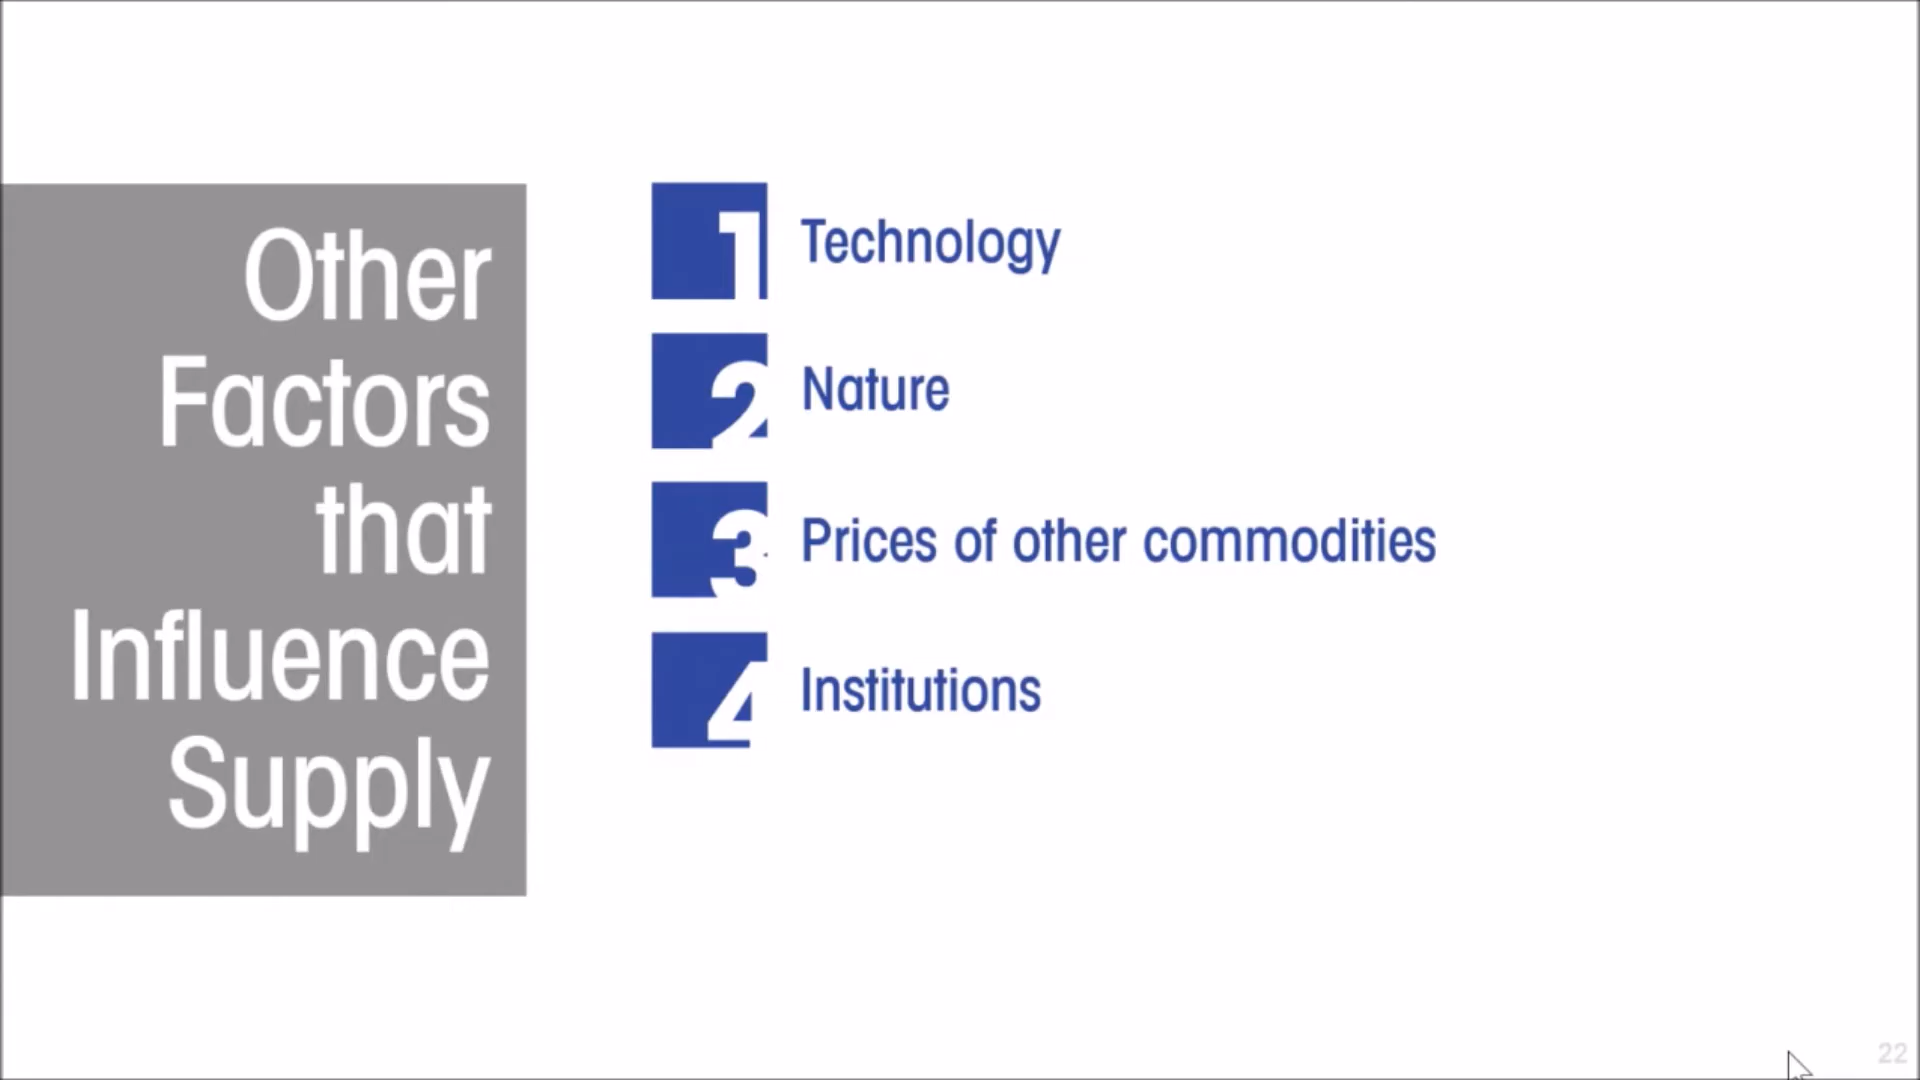 Other
Factors
that
Influence
Supply
1 Technology
2 Nature
3 Prices of other commodities
4 Institutions
22